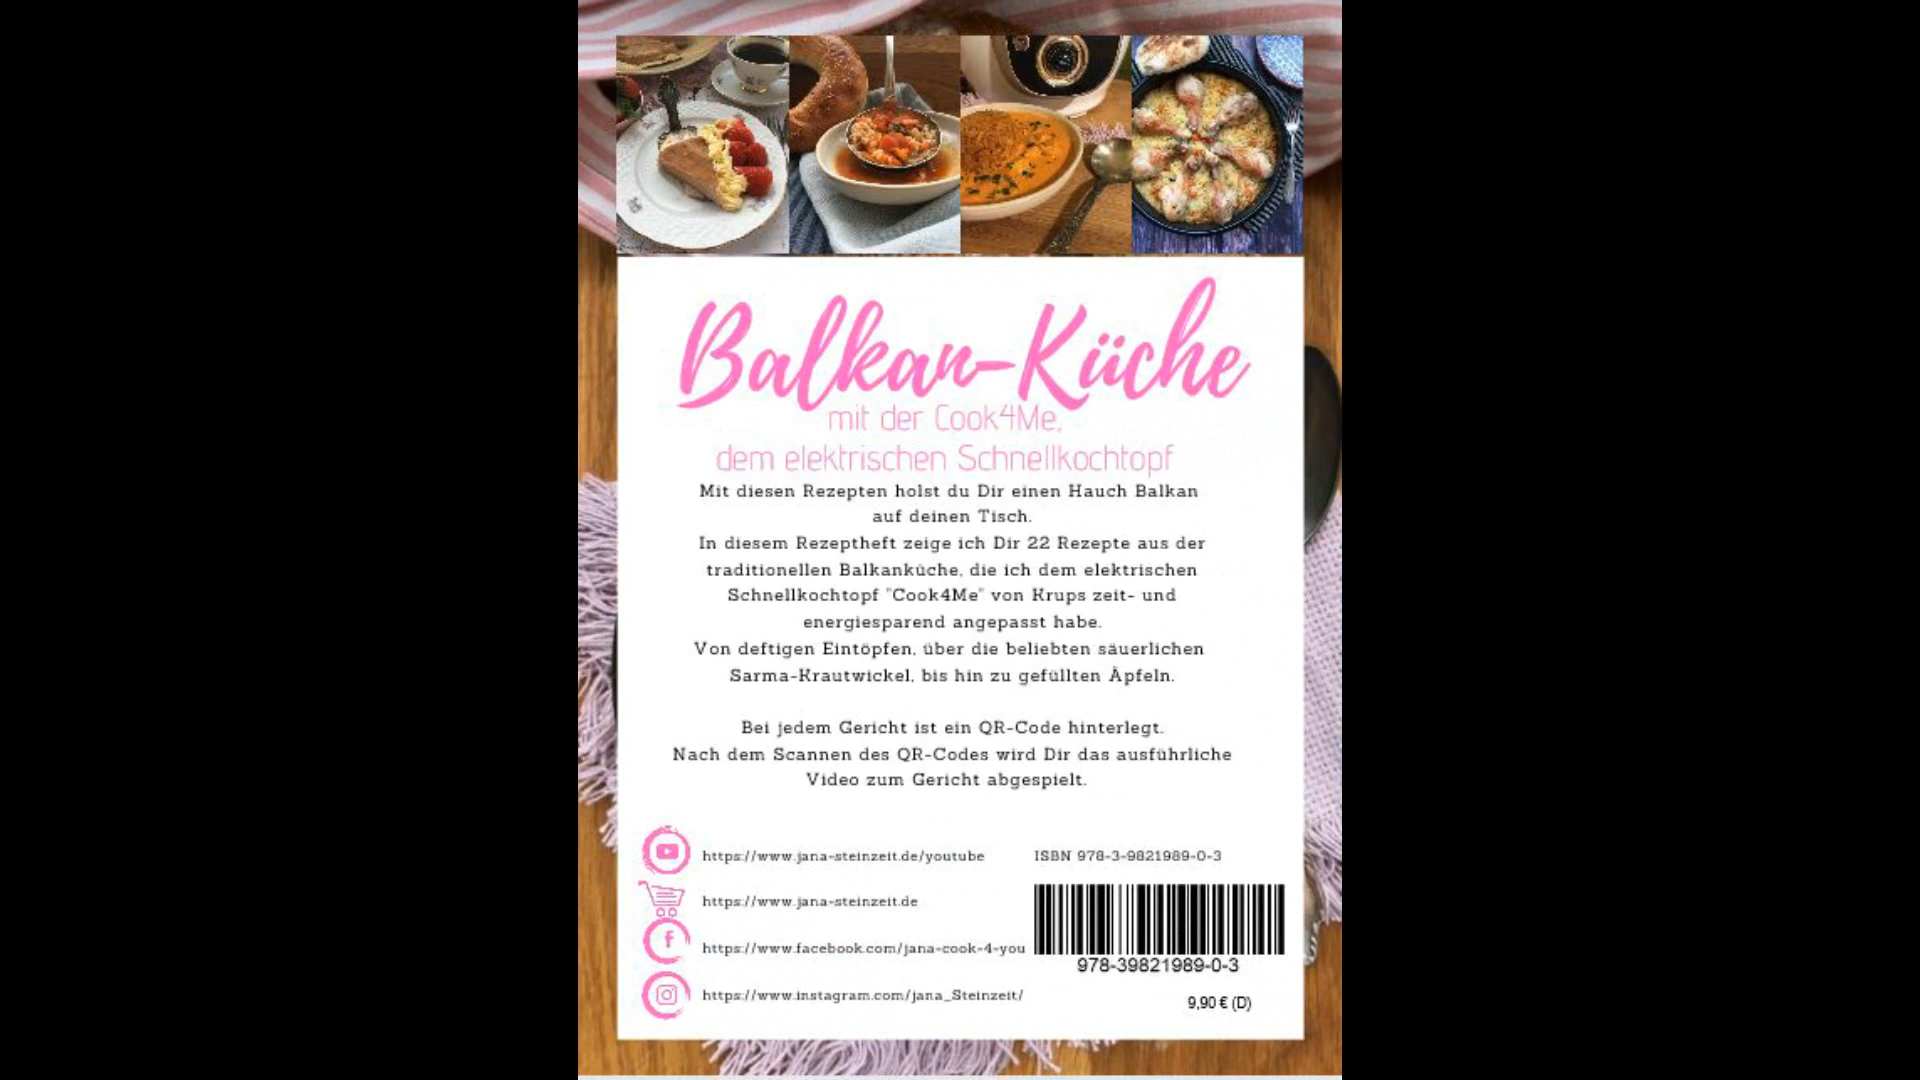 Balkan-Küche
mit der Cook4Me,
dem elektrischen Schnellkochtopf
Mit diesen Rezepten holst du Dir einen Hauch Balkan
auf deinen Tisch.
In diesem Rezeptheft zeige ich Dir 22 Rezepte aus der
traditionellen Balkanküche, die ich dem elektrischen
Schnellkochtopf "Cook4Me" von Krups zeit- und
energiesparend angepasst habe.
Von deftigen Eintöpfen, über die beliebten säuerlichen
Sarma-Krautwickel, bis hin zu gefüllten Äpfeln.
Bei jedem Gericht ist ein QR-Code hinterlegt.
Nach dem Scannen des QR-Codes wird Dir das ausführliche
Video zum Gericht abgespielt.
https://www.jana-steinzeit.de/youtube
ISBN 978-3-9821989-0-3
https://www.jana-steinzeit.de
https://www.facebook.com/jana-cook-4-you
978-39821989-0-3
https://www.instagram.com/jana_Steinzeit/
9,90 € (D)